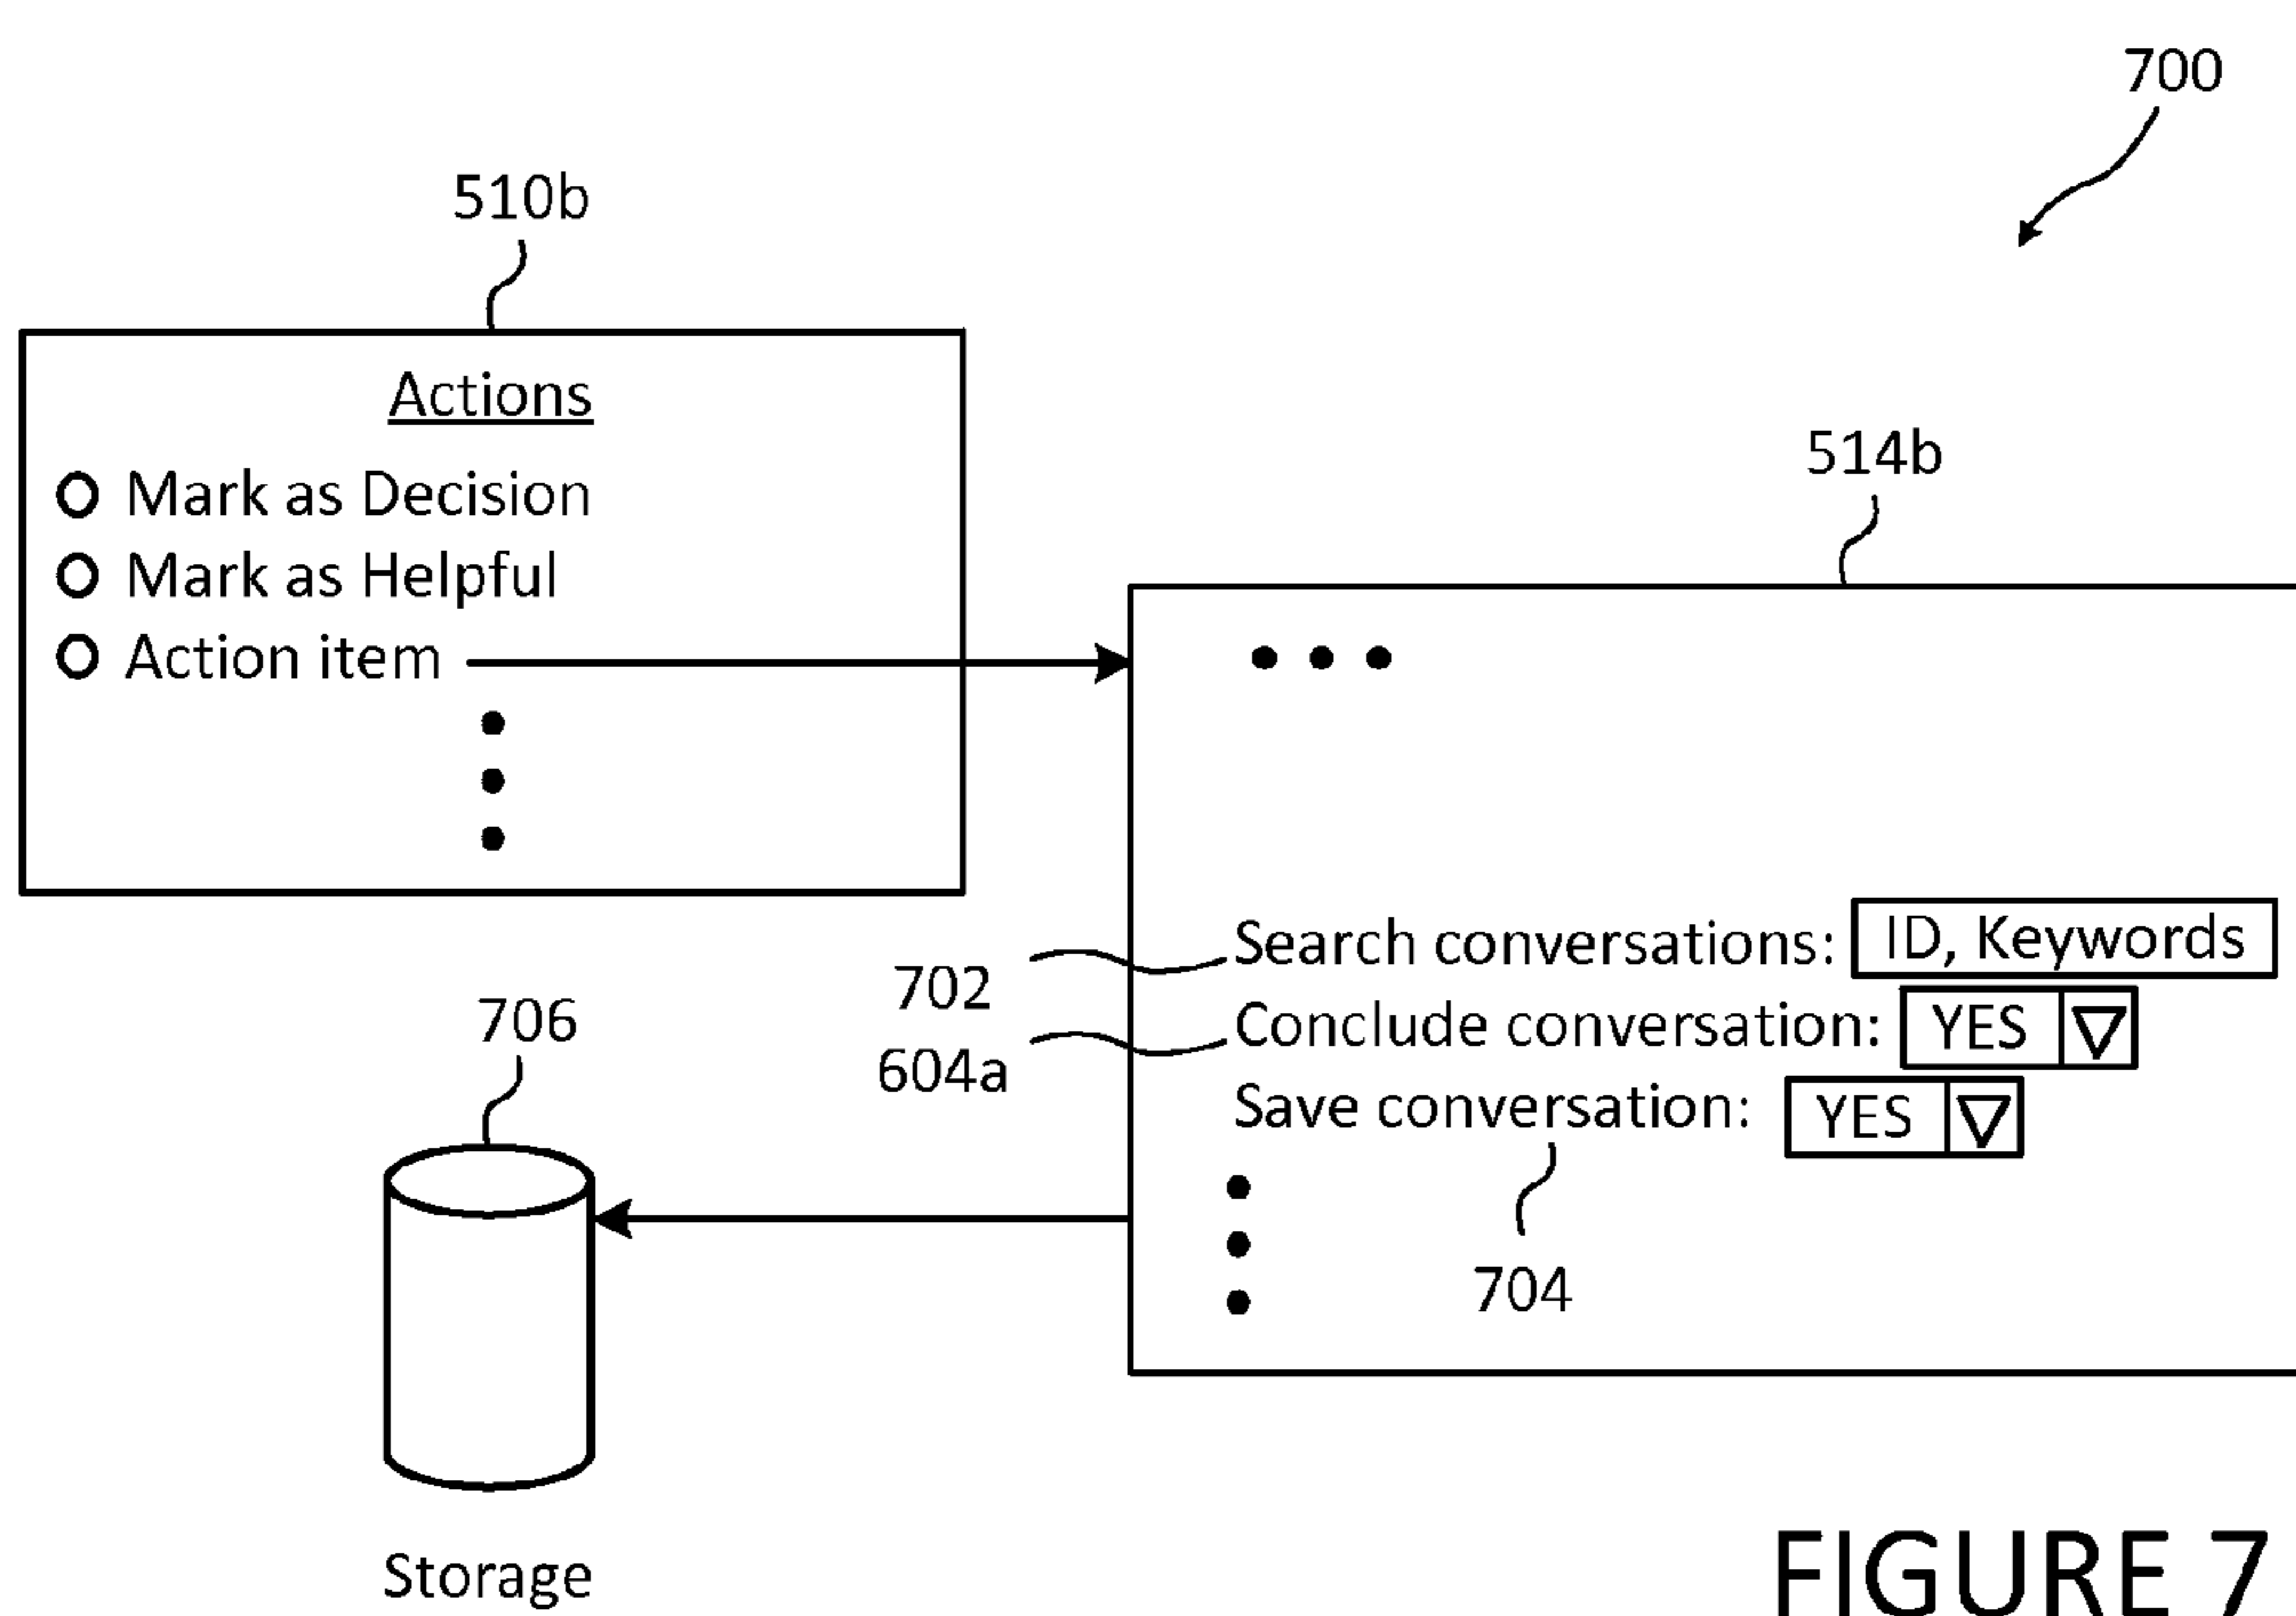 700
510b
Actions
Mark as Decision
Mark as Helpful
Action item
514b
702
Search conversations: ID, Keywords
604a
Conclude conversation: YES
Save conversation: YES
704
706
Storage
FIGURE 7